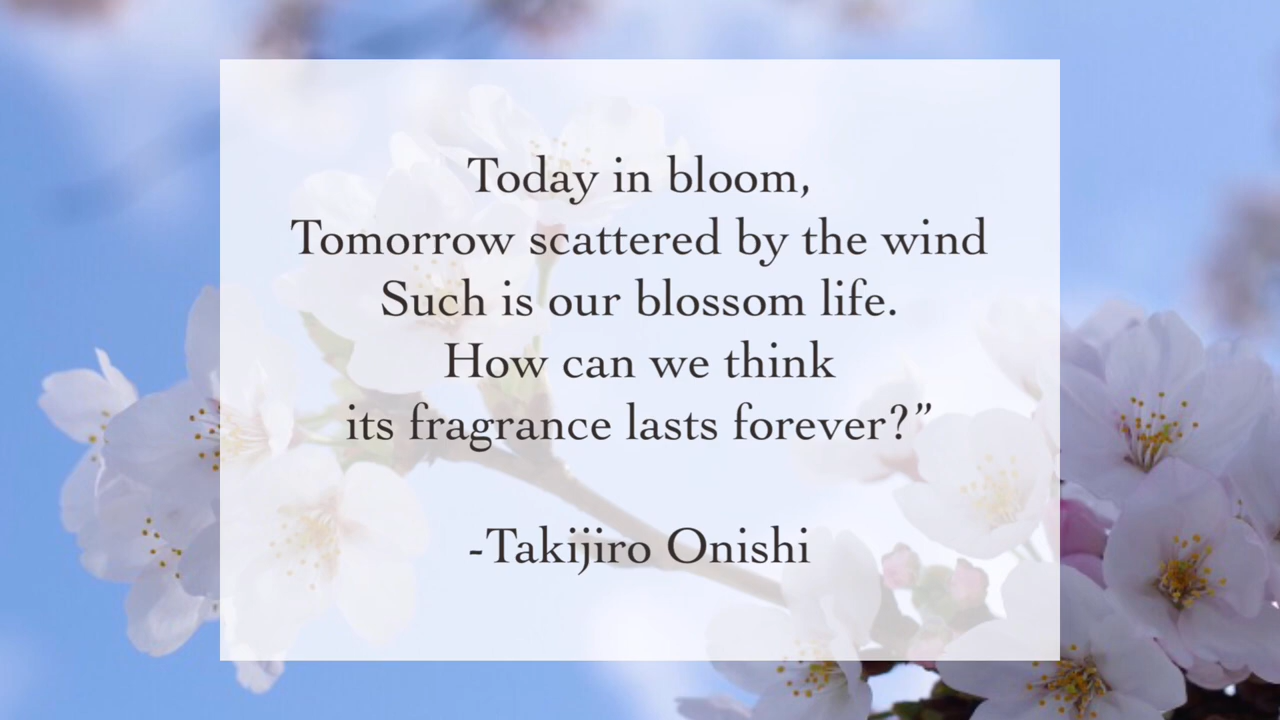 Today in bloom,
Tomorrow scattered by the wind
Such is our blossom life.
How can we think
its fragrance lasts forever?”
-Takijiro Onishi